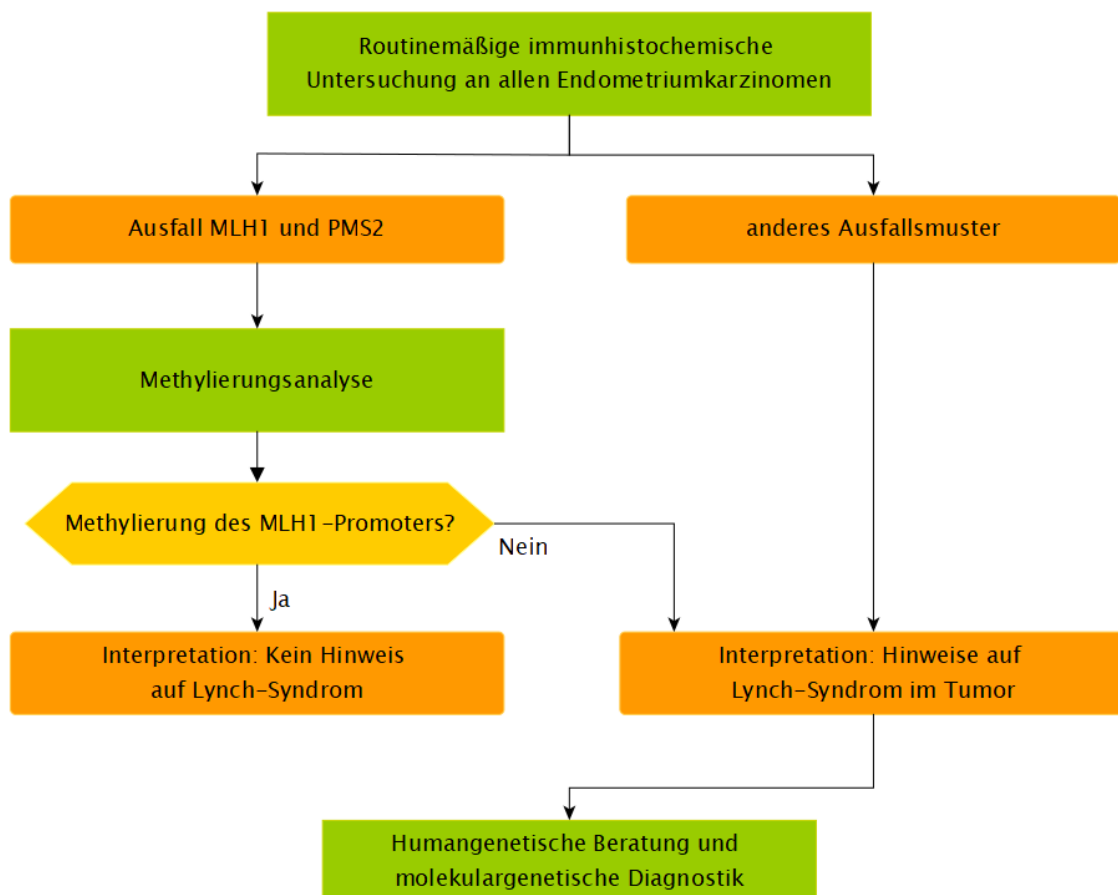 Routinemäßige immunhistochemische
Untersuchung an allen Endometriumkarzinomen
Ausfall MLH1 und PMS2
anderes Ausfallsmuster
Methylierungsanalyse
Methylierung des MLH1-Promoters?
Nein
Ja
Interpretation: Kein Hinweis
auf Lynch-Syndrom
Interpretation: Hinweise auf
Lynch-Syndrom im Tumor
Humangenetische Beratung und
molekulargenetische Diagnostik